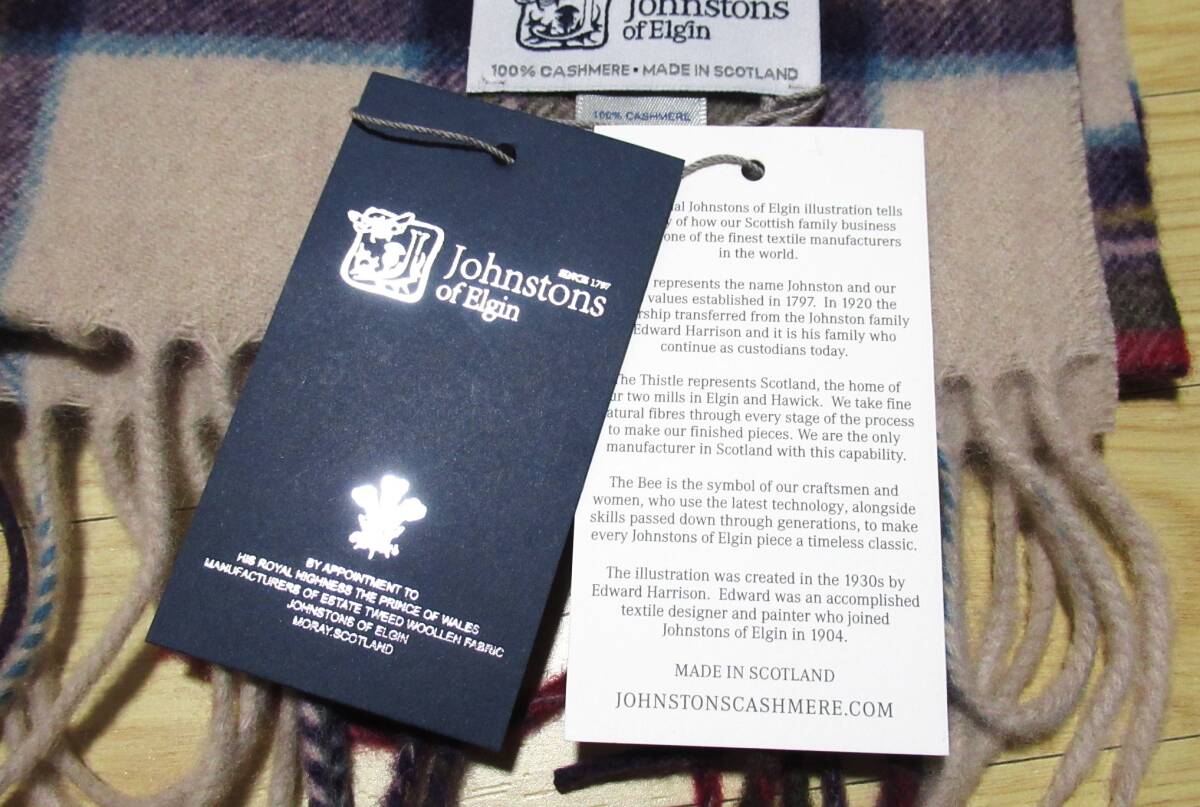 Johnstons
of Elgin
100% CASHMERE • MADE IN SCOTLAND
100% CASHMERE
SINCE 1797
Johnstons
of Elgin
BY APPOINTMENT TO
HIS ROYAL HIGHNESS THE PRINCE OF WALES
MANUFACTURERS OF ESTATE TWEED WOOLLEN FABRIC
JOHNSTONS OF ELGIN
MORAY, SCOTLAND
Johnstons of Elgin illustration tells
of how our Scottish family business
one of the finest textile manufacturers
in the world.
represents the name Johnston and our
values established in 1797. In 1920 the
transferred from the Johnston family
Edward Harrison and it is his family who
continue as custodians today.
The Thistle represents Scotland, the home of
our two mills in Elgin and Hawick. We take fine
natural fibres through every stage of the process
to make our finished pieces. We are the only
manufacturer in Scotland with this capability.
The Bee is the symbol of our craftsmen and
women, who use the latest technology, alongside
skills passed down through generations, to make
every Johnstons of Elgin piece a timeless classic.
The illustration was created in the 1930s by
Edward Harrison. Edward was an accomplished
textile designer and painter who joined
Johnstons of Elgin in 1904.
MADE IN SCOTLAND
JOHNSTONSCASHMERE.COM